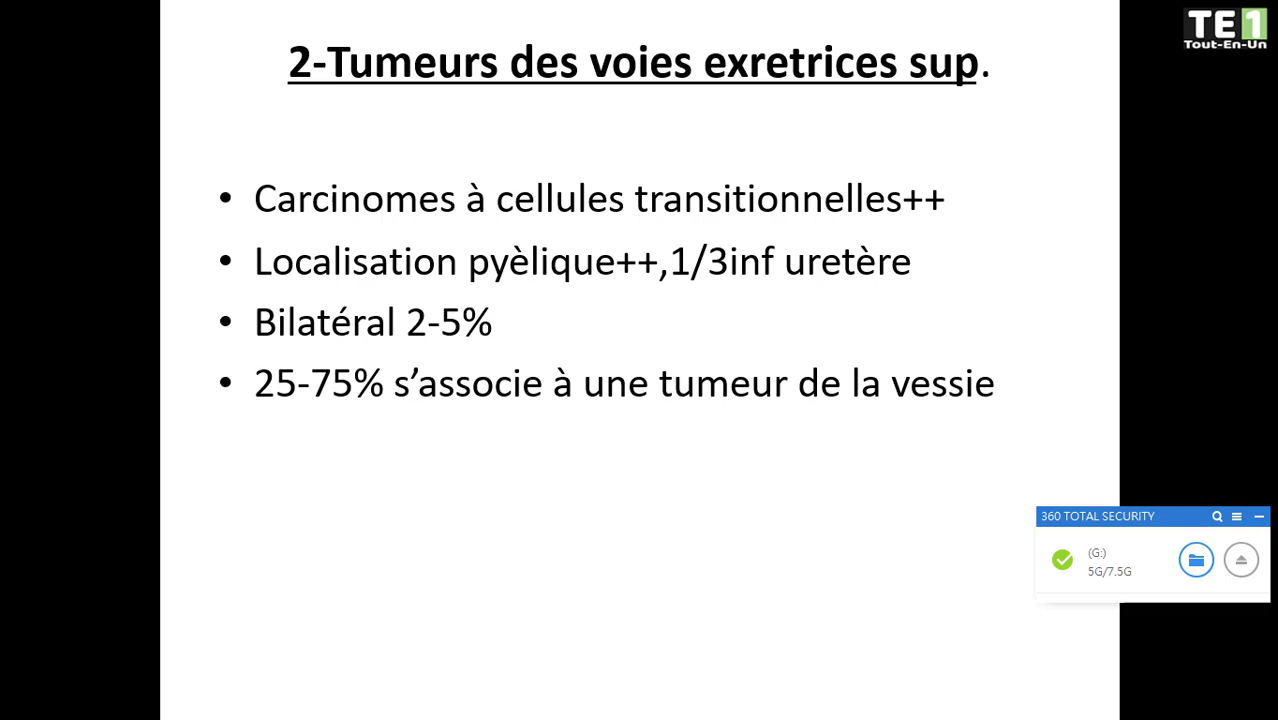 TE1
Tout-En-Un
2-Tumeurs des voies exretrices sup.
• Carcinomes à cellules transitionnelles++
• Localisation pyèlique++,1/3inf uretère
• Bilatéral 2-5%
• 25-75% s’associe à une tumeur de la vessie
360 TOTAL SECURITY
(G:)
5G/7.5G